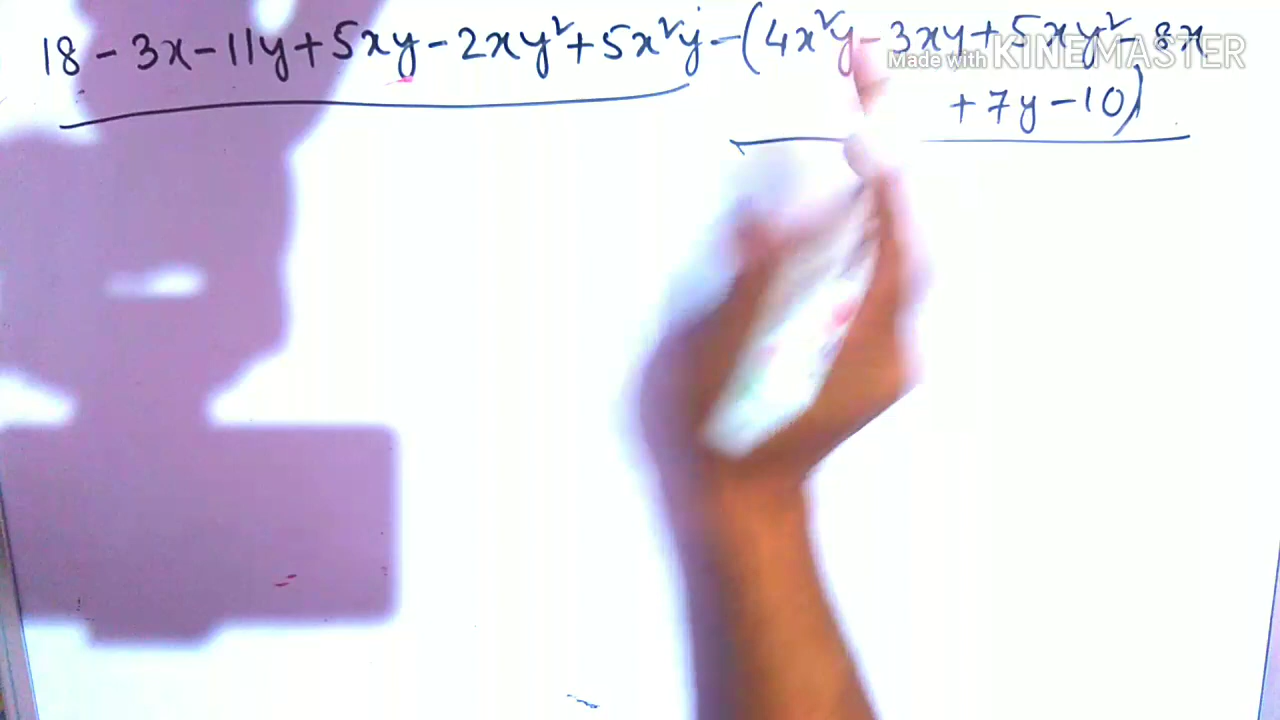 18 - 3x - 11y + 5xy - 2xy² + 5x²y - (4x²y - 3xy + 5xy² - 8x
Made with KINEMASTER
+ 7y - 10)